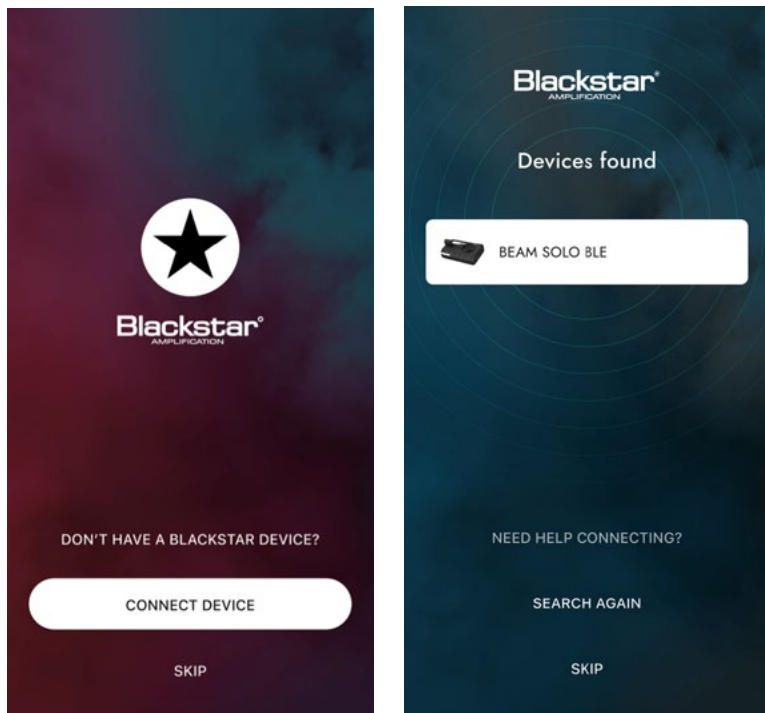 Blackstar
AMPLIFICATION
DON'T HAVE A BLACKSTAR DEVICE?
CONNECT DEVICE
SKIP
Blackstar
AMPLIFICATION
Devices found
BEAM SOLO BLE
NEED HELP CONNECTING?
SEARCH AGAIN
SKIP